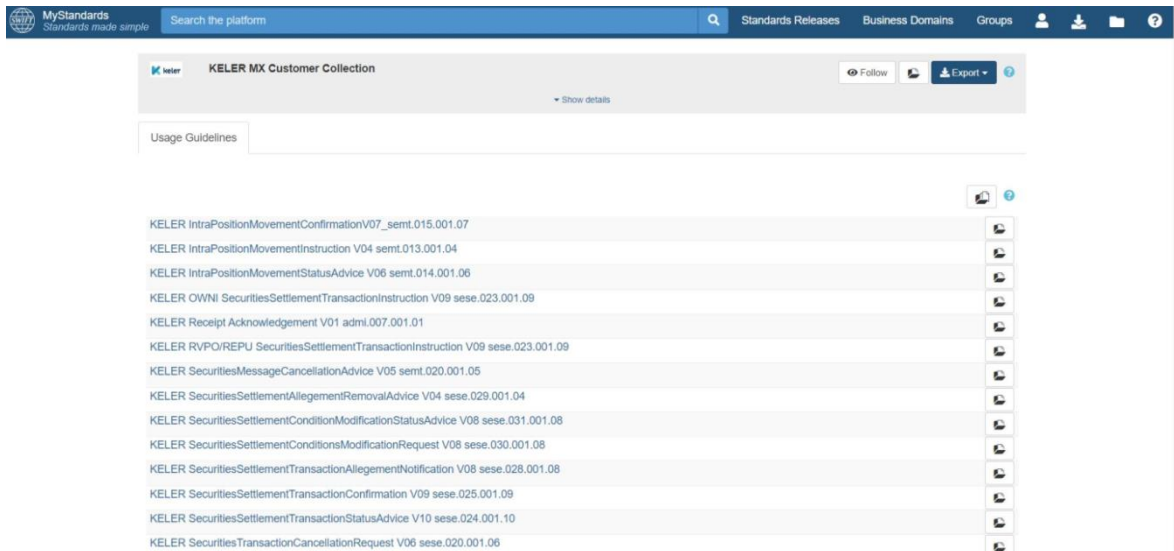 SWIFT
MyStandards
Standards made simple
Search the platform
Standards Releases
Business Domains
Groups
keler
KELER MX Customer Collection
Follow
Export
Show details
Usage Guidelines
KELER IntraPositionMovementConfirmationV07_semt.015.001.07
KELER IntraPositionMovementInstruction V04 semt.013.001.04
KELER IntraPositionMovementStatusAdvice V06 semt.014.001.06
KELER OWNI SecuritiesSettlementTransactionInstruction V09 sese.023.001.09
KELER Receipt Acknowledgement V01 admi.007.001.01
KELER RVPO/REPU SecuritiesSettlementTransactionInstruction V09 sese.023.001.09
KELER SecuritiesMessageCancellationAdvice V05 semt.020.001.05
KELER SecuritiesSettlementAllegementRemovalAdvice V04 sese.029.001.04
KELER SecuritiesSettlementConditionModificationStatusAdvice V08 sese.031.001.08
KELER SecuritiesSettlementConditionsModificationRequest V08 sese.030.001.08
KELER SecuritiesSettlementTransactionAllegementNotification V08 sese.028.001.08
KELER SecuritiesSettlementTransactionConfirmation V09 sese.025.001.09
KELER SecuritiesSettlementTransactionStatusAdvice V10 sese.024.001.10
KELER SecuritiesTransactionCancellationRequest V06 sese.020.001.06